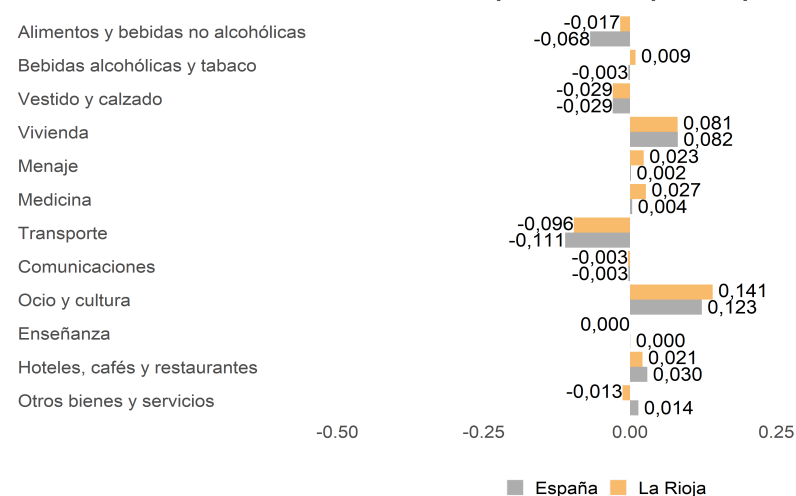 Alimentos y bebidas no alcohólicas -0,017 -0,068
Bebidas alcohólicas y tabaco 0,009 -0,003
Vestido y calzado -0,029 -0,029
Vivienda 0,081 0,082
Menaje 0,023 0,002
Medicina 0,027 0,004
Transporte -0,096 -0,111
Comunicaciones -0,003 -0,003
Ocio y cultura 0,141 0,123
Enseñanza 0,000 0,000
Hoteles, cafés y restaurantes 0,021 0,030
Otros bienes y servicios -0,013 0,014
-0.50 -0.25 0.00 0.25
España La Rioja